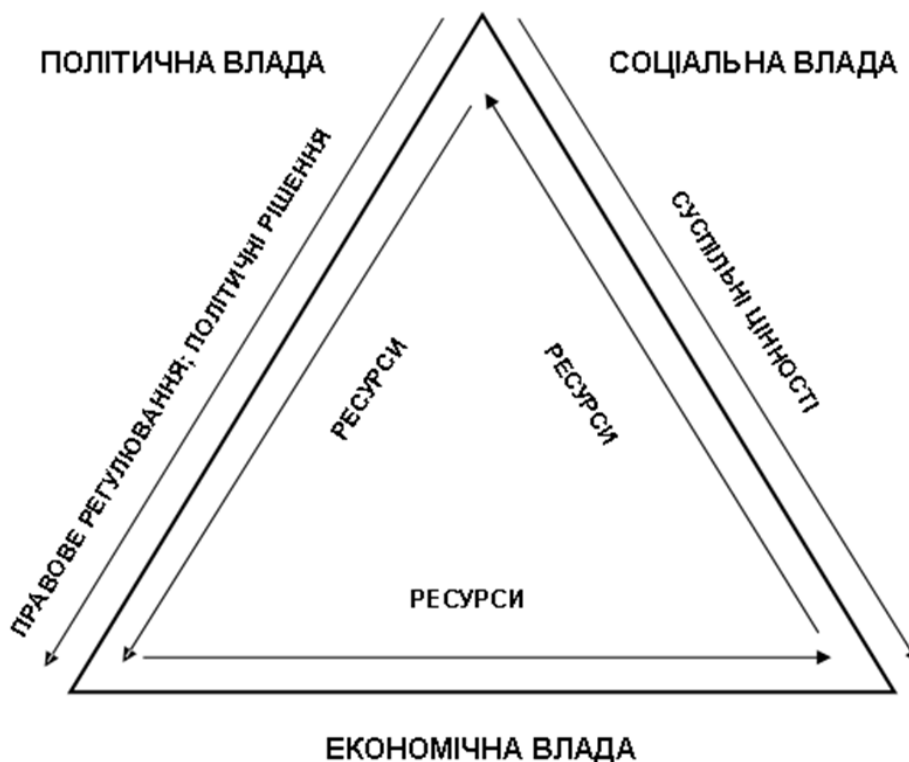 ПОЛІТИЧНА ВЛАДА
СОЦІАЛЬНА ВЛАДА
ПРАВОВЕ РЕГУЛЮВАННЯ; ПОЛІТИЧНІ РІШЕННЯ
СУСПІЛЬНІ ЦІННОСТІ
РЕСУРСИ
РЕСУРСИ
РЕСУРСИ
ЕКОНОМІЧНА ВЛАДА